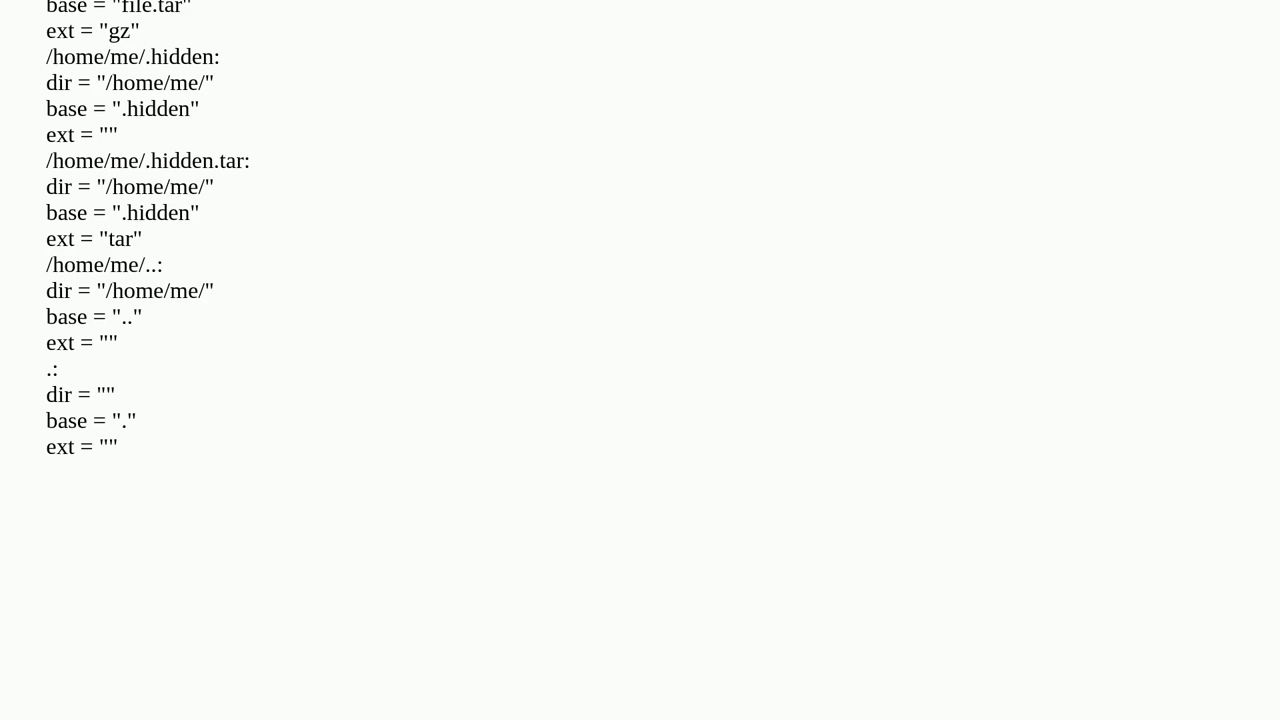 base = "file.tar"
ext = "gz"
/home/me/.hidden:
dir = "/home/me/"
base = ".hidden"
ext = ""
/home/me/.hidden.tar:
dir = "/home/me/"
base = ".hidden"
ext = "tar"
/home/me/..:
dir = "/home/me/"
base = ".."
ext = ""
.:
dir = ""
base = "."
ext = ""